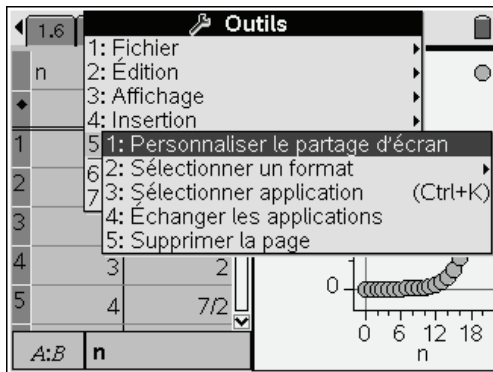 1.6
Outils
1: Fichier
2: Édition
3: Affichage
4: Insertion
5
6
7
1: Personnaliser le partage d'écran
2: Sélectionner un format
3: Sélectionner application (Ctrl+K)
4: Échanger les applications
5: Supprimer la page
n
1
2
3
4 3 2
5 4 7/2
A:B n
0
0 6 12 18
n